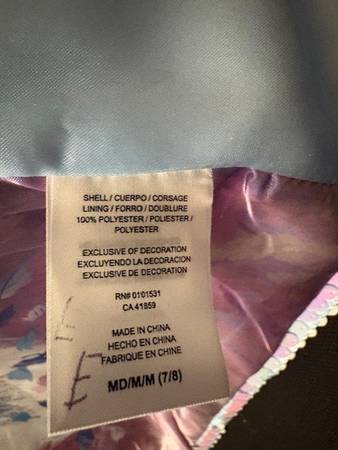 SHELL / CUERPO / CORSAGE
LINING / FORRO / DOUBLURE
100% POLYESTER / POLIESTER /
POLYESTER
EXCLUSIVE OF DECORATION
EXCLUYENDO LA DECORACION
EXCLUSIVE DE DECORATION
RN# 0101531
CA 41859
MADE IN CHINA
HECHO EN CHINA
FABRIQUE EN CHINE
E
MD/M/M (7/8)